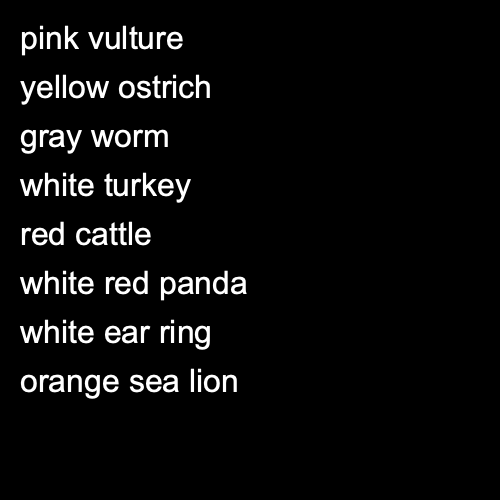 pink vulture
yellow ostrich
gray worm
white turkey
red cattle
white red panda
white ear ring
orange sea lion